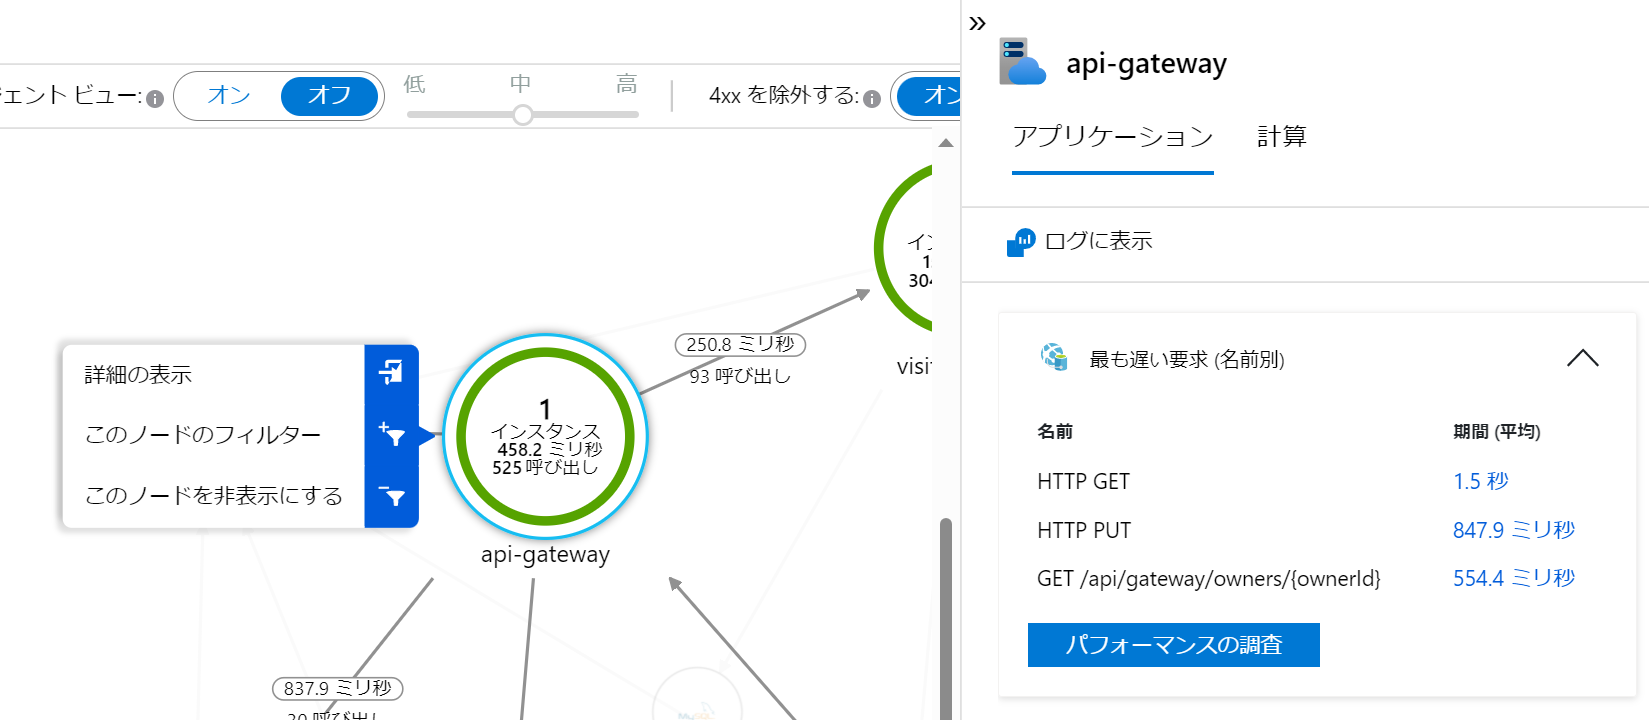 »
api-gateway
ェント ビュー:
オン
オフ
低
中
高
4xx を除外する:
オン
アプリケーション
計算
ログに表示
イン
304
visit
250.8 ミリ秒
93 呼び出し
詳細の表示
このノードのフィルター
このノードを非表示にする
1
インスタンス
458.2 ミリ秒
525 呼び出し
api-gateway
837.9 ミリ秒
最も遅い要求 (名前別)
名前
期間 (平均)
HTTP GET
1.5 秒
HTTP PUT
847.9 ミリ秒
GET /api/gateway/owners/{ownerId}
554.4 ミリ秒
パフォーマンスの調査